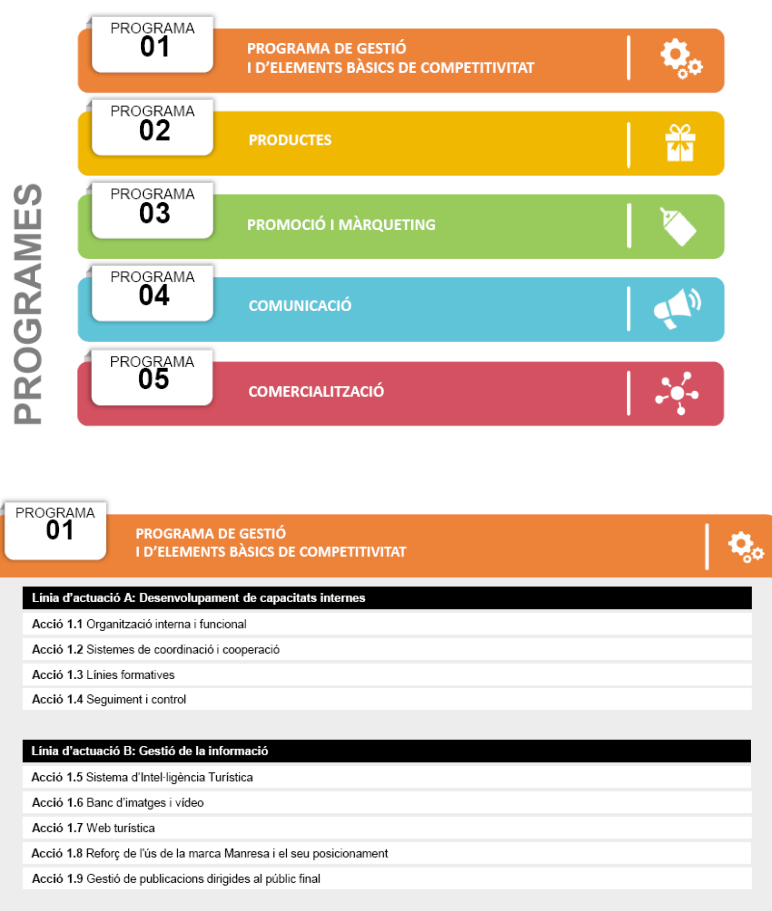 PROGRAMES
PROGRAMA
01
PROGRAMA DE GESTIÓ
I D'ELEMENTS BÀSICS DE COMPETITIVITAT
PROGRAMA
02
PRODUCTES
PROGRAMA
03
PROMOCIÓ I MÀRQUETING
PROGRAMA
04
COMUNICACIÓ
PROGRAMA
05
COMERCIALITZACIÓ
PROGRAMA
01
PROGRAMA DE GESTIÓ
I D'ELEMENTS BÀSICS DE COMPETITIVITAT
Línia d'actuació A: Desenvolupament de capacitats internes
Acció 1.1 Organització interna i funcional
Acció 1.2 Sistemes de coordinació i cooperació
Acció 1.3 Línies formatives
Acció 1.4 Seguiment i control
Línia d'actuació B: Gestió de la informació
Acció 1.5 Sistema d'Intel·ligència Turística
Acció 1.6 Banc d'imatges i vídeo
Acció 1.7 Web turística
Acció 1.8 Reforç de l'ús de la marca Manresa i el seu posicionament
Acció 1.9 Gestió de publicacions dirigides al públic final